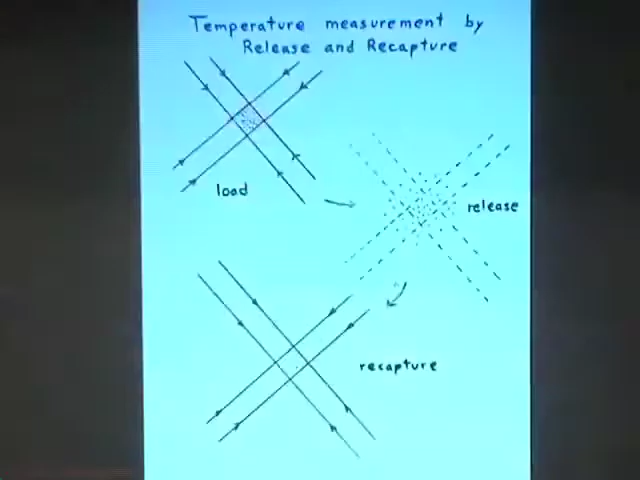 Temperature measurement by
Release and Recapture
load
release
recapture